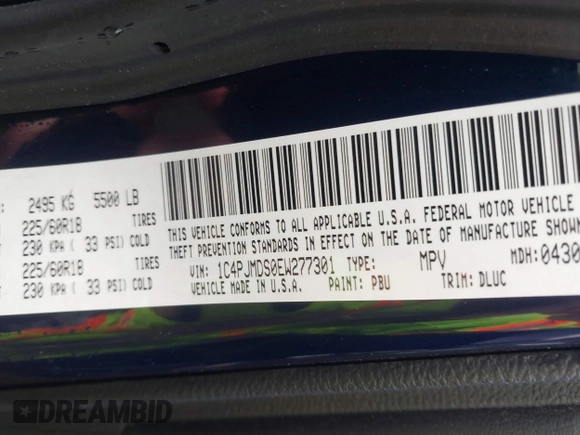 : 2495 KG 5500 LB
225/60R18 TIRES
230 KPA ( 33 PSI) COLD
225/60R18 TIRES
230 KPA ( 33 PSI) COLD
THIS VEHICLE CONFORMS TO ALL APPLICABLE U.S.A. FEDERAL MOTOR VEHICLE
THEFT PREVENTION STANDARDS IN EFFECT ON THE DATE OF MANUFACTURE SHOWN
VIN: 1C4PJMDS0EW277301 TYPE: MPV MDH:0430
VEHICLE MADE IN U.S.A. PAINT: PBU TRIM: DLUC
DREAMBID